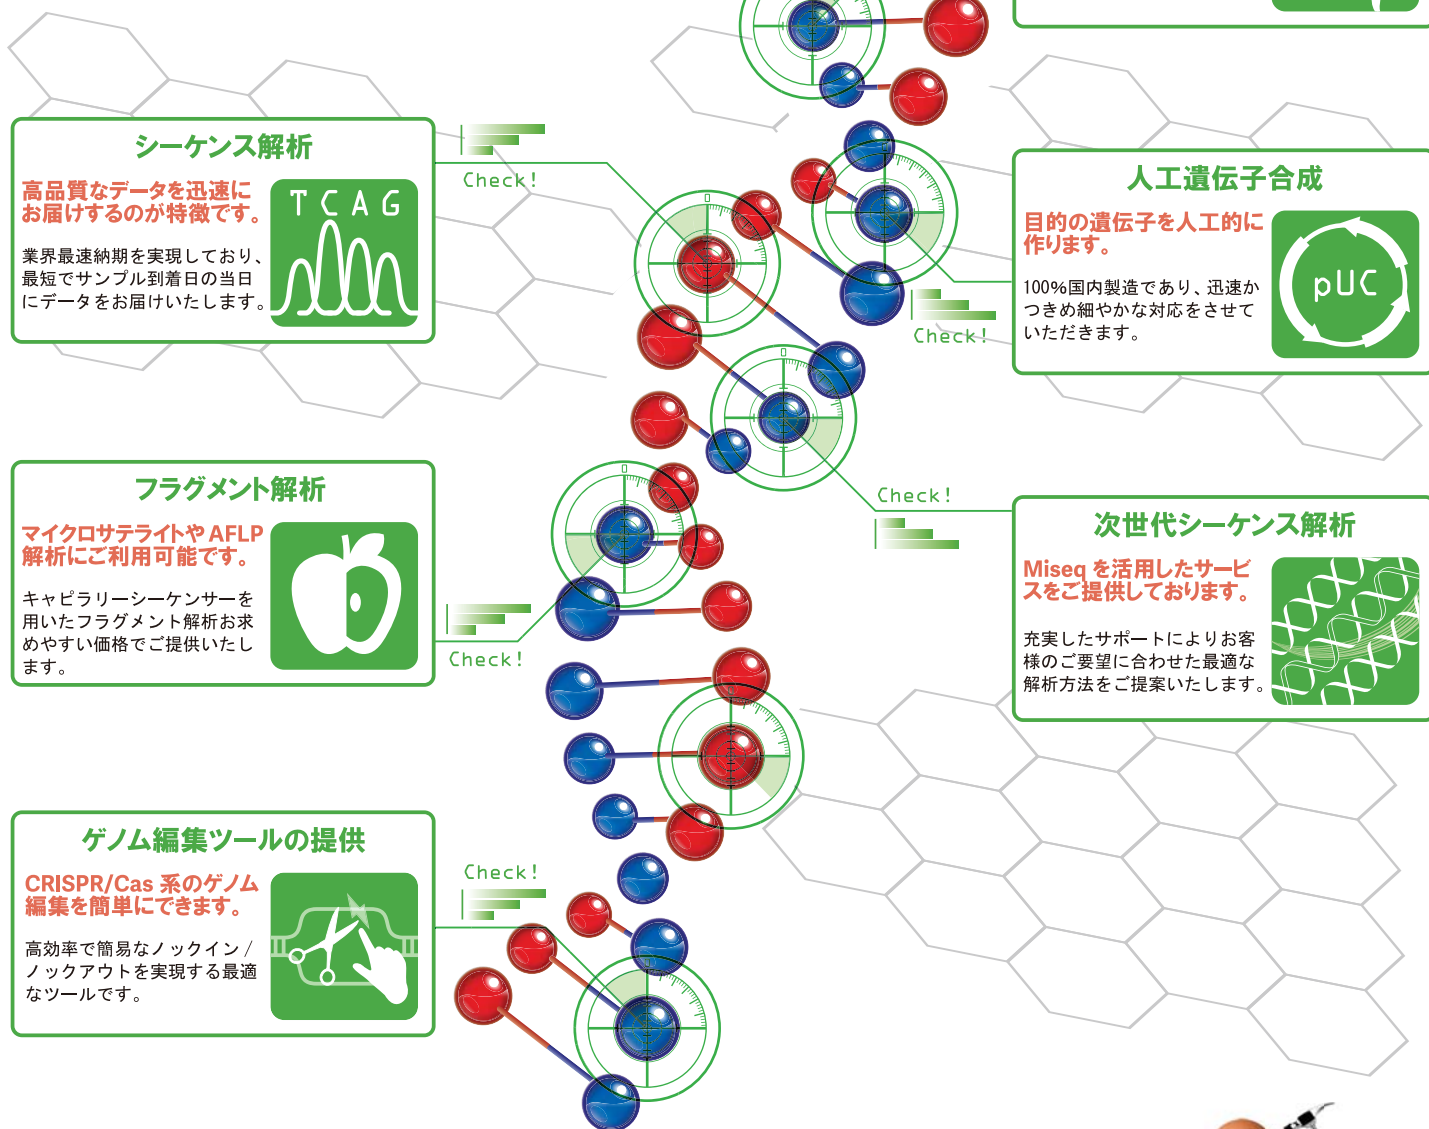 シーケンス解析
高品質なデータを迅速に
お届けするのが特徴です。
業界最速納期を実現しており、
最短でサンプル到着日の当日
にデータをお届けいたします。
T C A G
Check!
人工遺伝子合成
目的の遺伝子を人工的に
作ります。
100%国内製造であり、迅速か
つきめ細やかな対応をさせて
いただきます。
pUC
Check!
フラグメント解析
マイクロサテライトや AFLP
解析にご利用可能です。
キャピラリーシーケンサーを
用いたフラグメント解析お求
めやすい価格でご提供いたし
ます。
Check!
Check!
次世代シーケンス解析
Miseq を活用したサービ
スをご提供しております。
充実したサポートによりお客
様のご要望に合わせた最適な
解析方法をご提案いたします。
ゲノム編集ツールの提供
CRISPR/Cas 系のゲノム
編集を簡単にできます。
高効率で簡易なノックイン /
ノックアウトを実現する最適
なツールです。
Check!